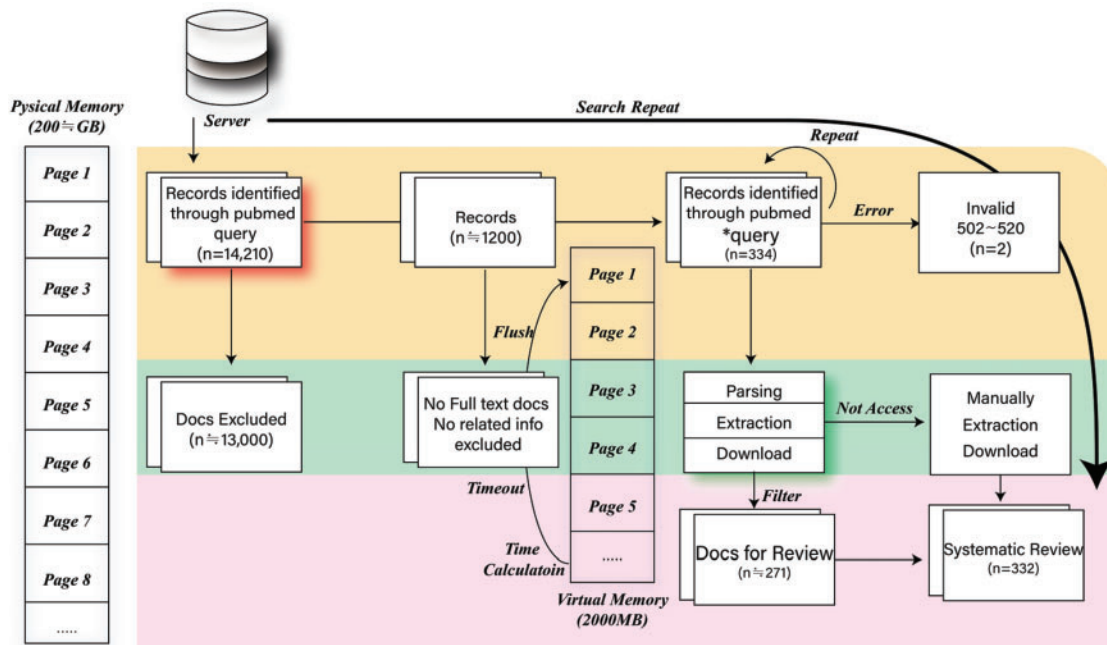 Pysical Memory
(200≒GB)
Page 1
Page 2
Page 3
Page 4
Page 5
Page 6
Page 7
Page 8
.....
Server
Search Repeat
Repeat
Records identified
through pubmed
query
(n=14,210)
Records
(n≒1200)
Records identified
through pubmed
*query
(n=334)
Error
Invalid
502~520
(n=2)
Flush
Page 1
Page 2
Page 3
Page 4
Page 5
.....
Virtual Memory
(2000MB)
Docs Excluded
(n≒13,000)
No Full text docs
No related info
excluded
Timeout
Time
Calculatoin
Parsing
Extraction
Download
Not Access
Manually
Extraction
Download
Filter
Docs for Review
(n≒271)
Systematic Review
(n=332)